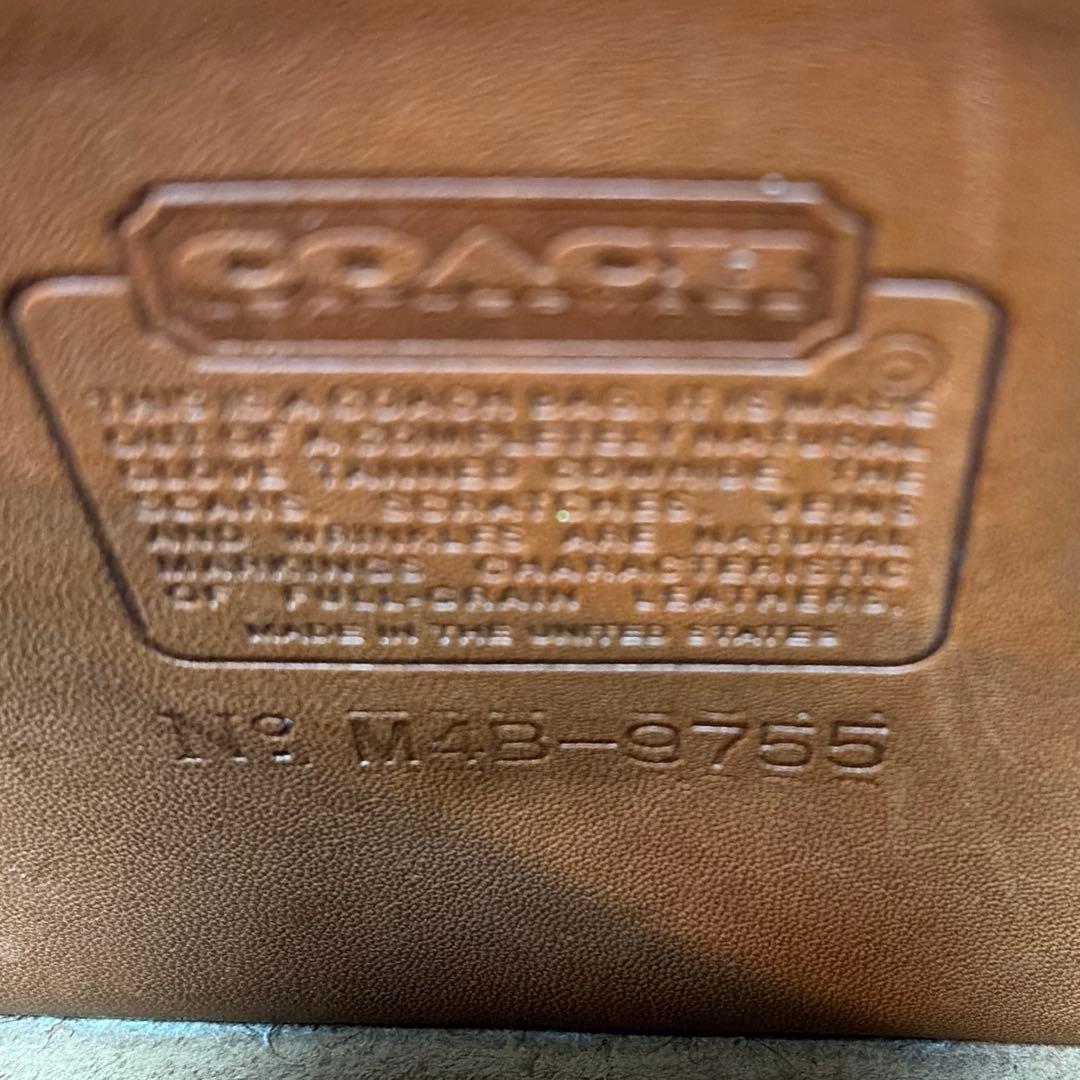 COACH
THIS IS A COACH BAG. IT IS MADE
OUT OF A COMPLETELY NATURAL
GLOVE TANNED COWHIDE THE
SCARS, SCRATCHES, VEINS
AND WRINKLES ARE NATURAL
MARKINGS CHARACTERISTIC
OF FULL-GRAIN LEATHERS.
MADE IN THE UNITED STATES
Nº M4B-9755